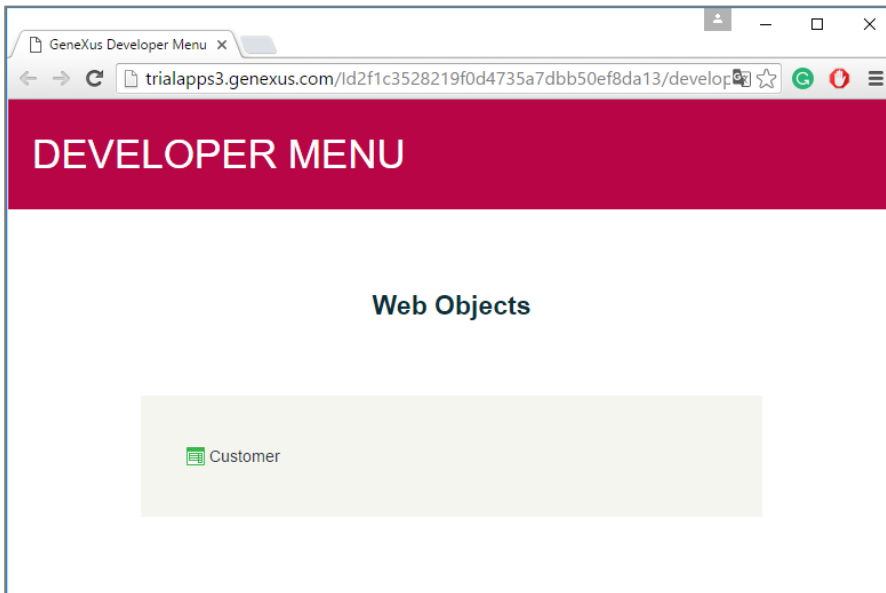 GeneXus Developer Menu
trialapps3.genexus.com/Id2f1c3528219f0d4735a7dbb50ef8da13/develop
DEVELOPER MENU
Web Objects
Customer